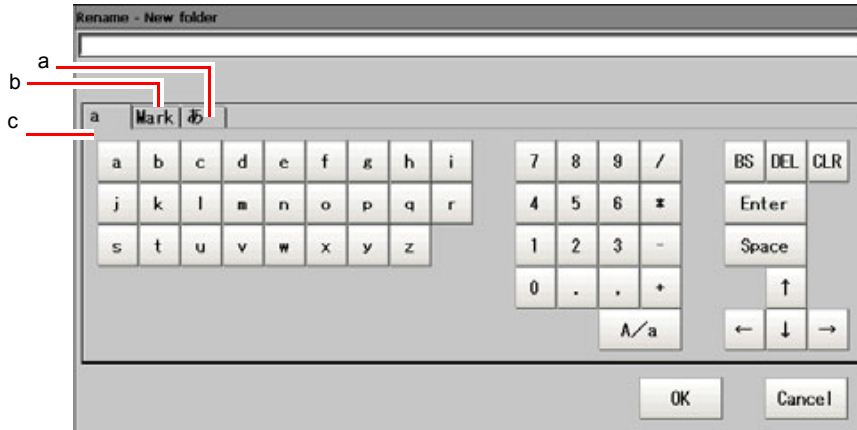 Rename - New folder
a
b
c
a Mark あ
a b c d e f g h i 7 8 9 / BS DEL CLR
j k l m n o p q r 4 5 6 * Enter
s t u v w x y z 1 2 3 - Space
0 . , + ↑
A/a ← ↓ →
OK Cancel